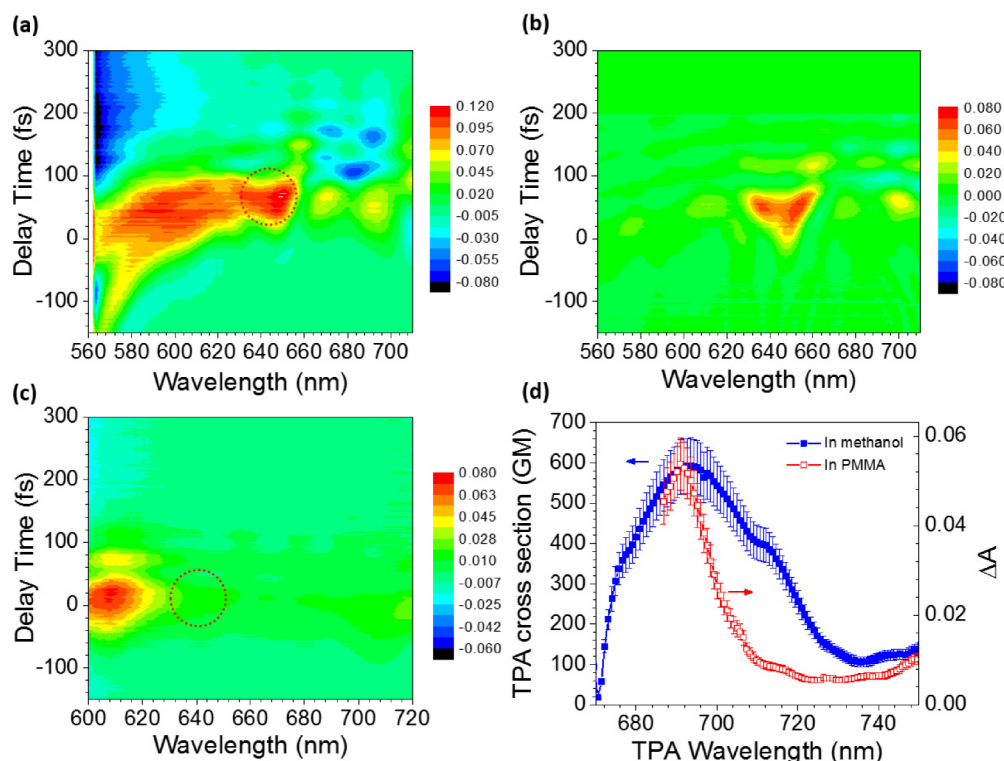 (a)
300
200
100
0
-100
Delay Time (fs)
560 580 600 620 640 660 680 700
Wavelength (nm)
0.120
0.095
0.070
0.045
0.020
-0.005
-0.030
-0.055
-0.080
(b)
300
200
100
0
-100
Delay Time (fs)
560 580 600 620 640 660 680 700
Wavelength (nm)
0.080
0.060
0.040
0.020
0.000
-0.020
-0.040
-0.060
-0.080
(c)
300
200
100
0
-100
Delay Time (fs)
600 620 640 660 680 700 720
Wavelength (nm)
0.080
0.063
0.045
0.028
0.010
-0.007
-0.025
-0.042
-0.060
(d)
700
600
500
400
300
200
100
0
TPA cross section (GM)
In methanol
In PMMA
0.06
0.04
0.02
0.00
ΔA
680 700 720 740
TPA Wavelength (nm)